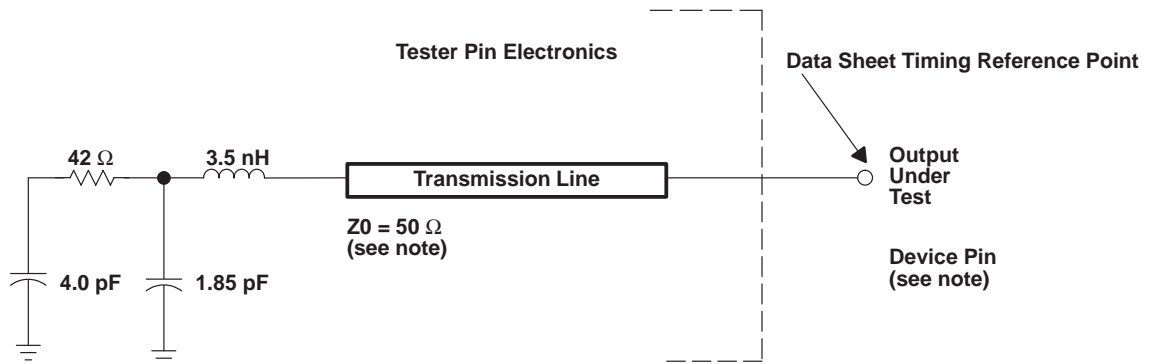 Tester Pin Electronics
Data Sheet Timing Reference Point
42 Ω
3.5 nH
Transmission Line
Output
Under
Test
Z0 = 50 Ω
(see note)
Device Pin
(see note)
4.0 pF
1.85 pF